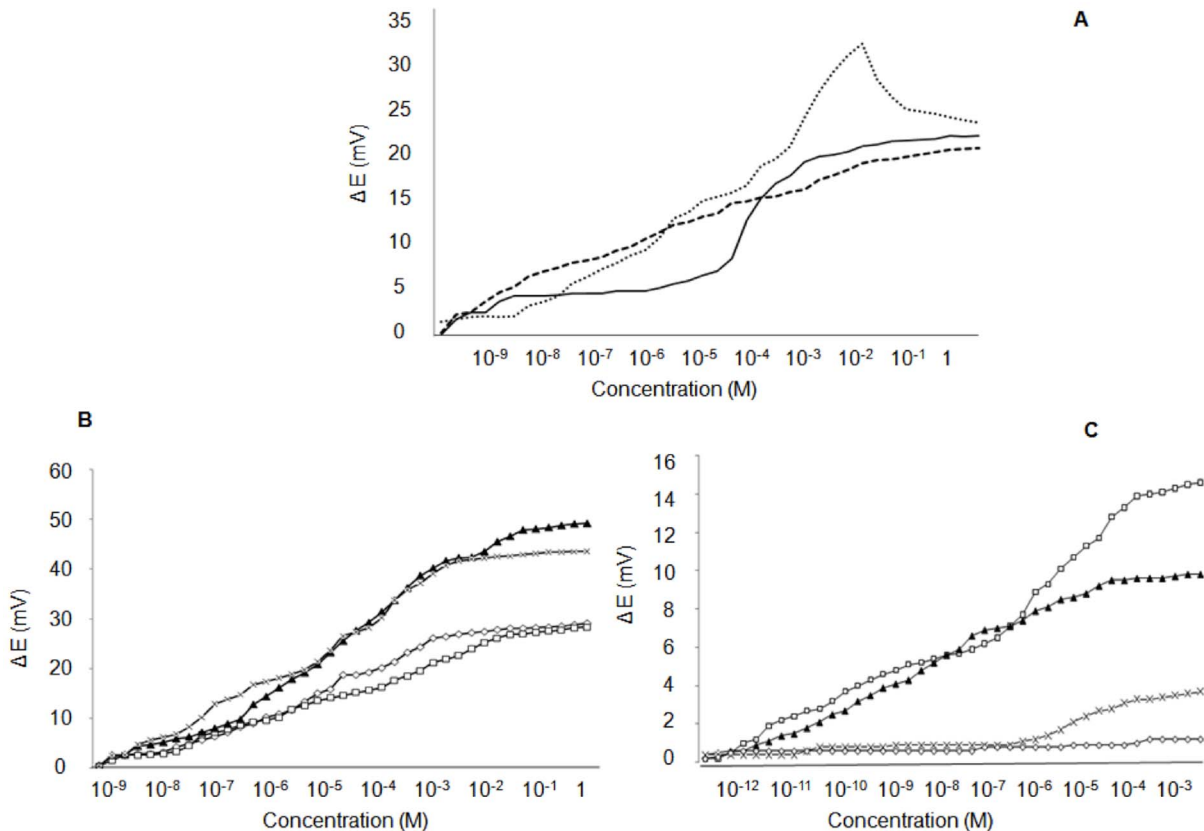 A
35
30
25
20
15
10
5
0
Δ E (mV)
10⁻⁹ 10⁻⁸ 10⁻⁷ 10⁻⁶ 10⁻⁵ 10⁻⁴ 10⁻³ 10⁻² 10⁻¹ 1
Concentration (M)
B
60
50
40
30
20
10
0
Δ E (mV)
10⁻⁹ 10⁻⁸ 10⁻⁷ 10⁻⁶ 10⁻⁵ 10⁻⁴ 10⁻³ 10⁻² 10⁻¹ 1
Concentration (M)
C
16
14
12
10
8
6
4
2
0
Δ E (mV)
10⁻¹² 10⁻¹¹ 10⁻¹⁰ 10⁻⁹ 10⁻⁸ 10⁻⁷ 10⁻⁶ 10⁻⁵ 10⁻⁴ 10⁻³
Concentration (M)